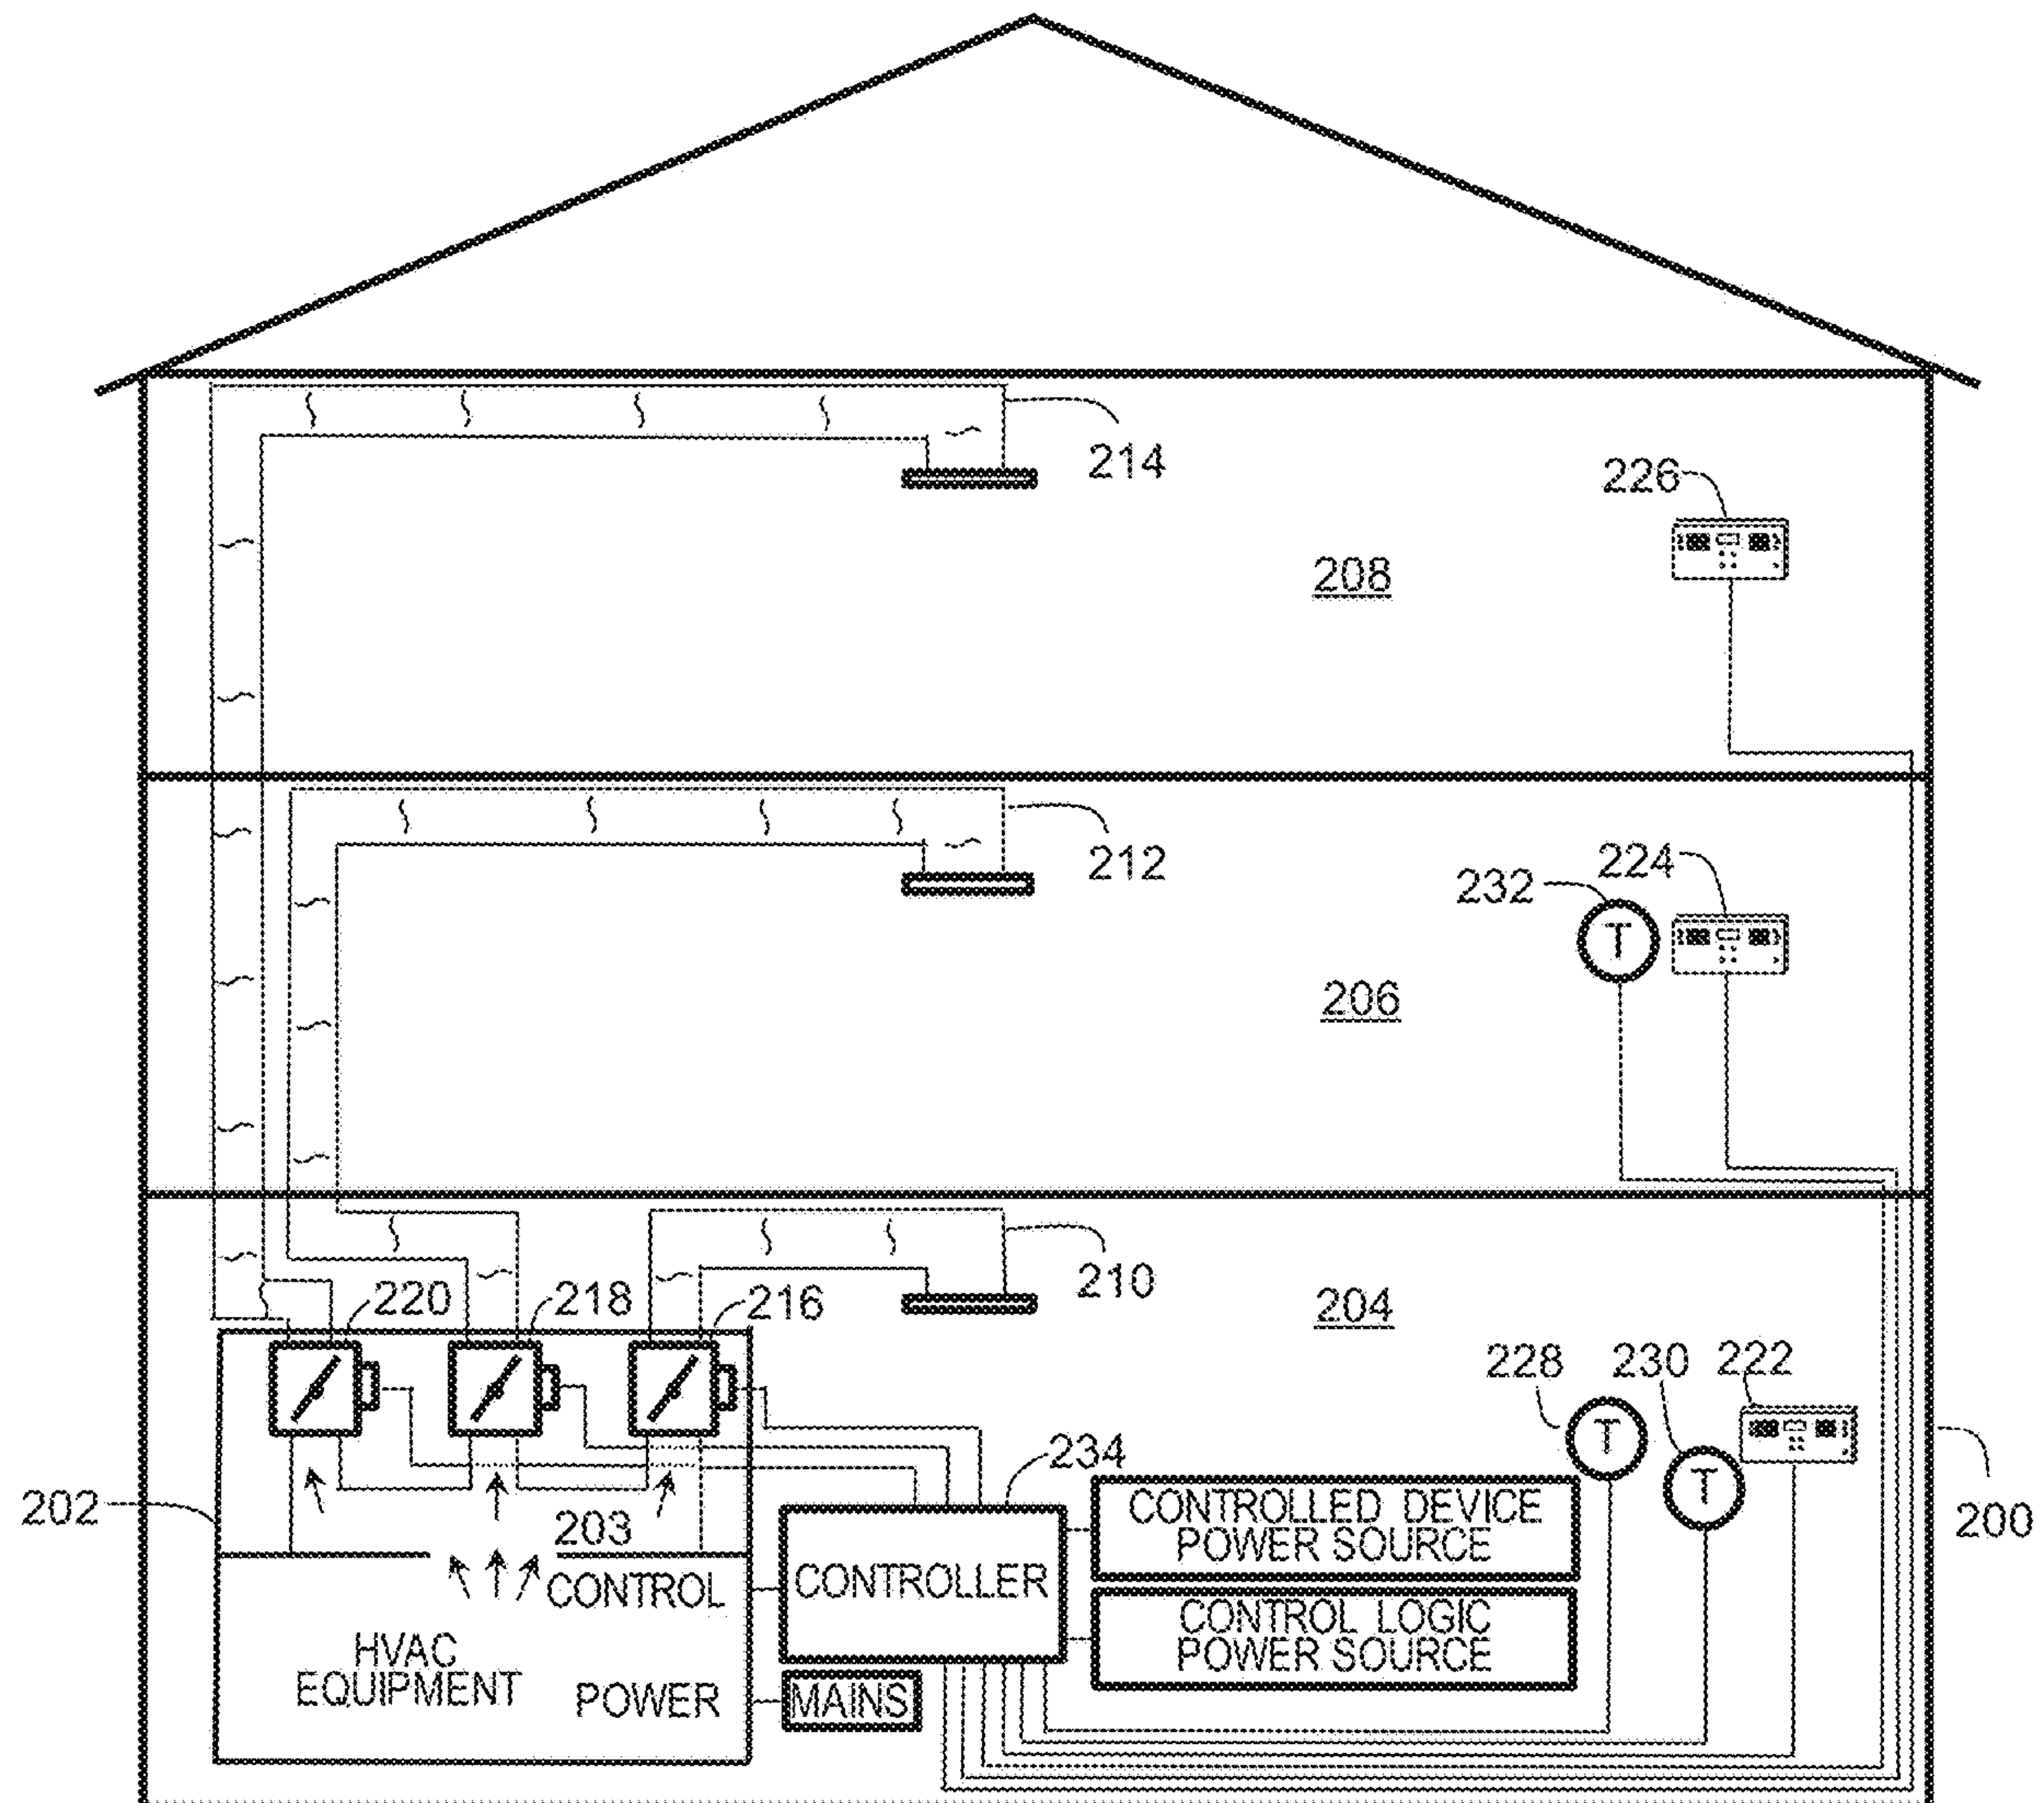 214
226
208
212
224
232
206
210
220
218
216
204
228
230
222
234
202
203
200
CONTROLLED DEVICE
POWER SOURCE
CONTROL
CONTROLLER
CONTROL LOGIC
POWER SOURCE
HVAC
EQUIPMENT
POWER
MAINS
T
T
T